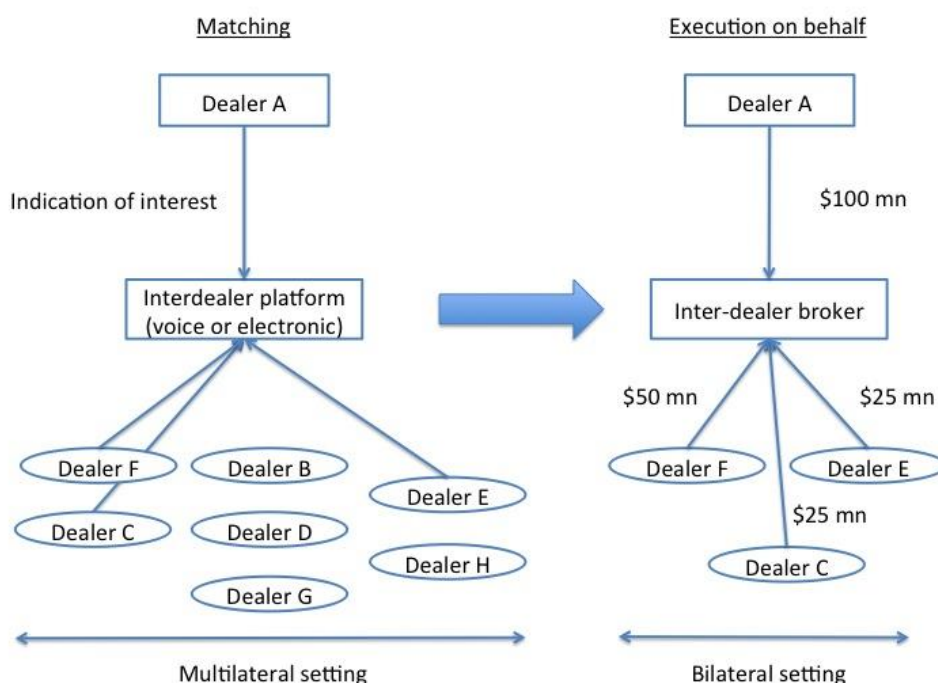 Matching
Dealer A
Indication of interest
Interdealer platform
(voice or electronic)
Dealer F
Dealer B
Dealer E
Dealer C
Dealer D
Dealer H
Dealer G
Multilateral setting
Execution on behalf
Dealer A
$100 mn
Inter-dealer broker
$50 mn
$25 mn
Dealer F
Dealer E
$25 mn
Dealer C
Bilateral setting